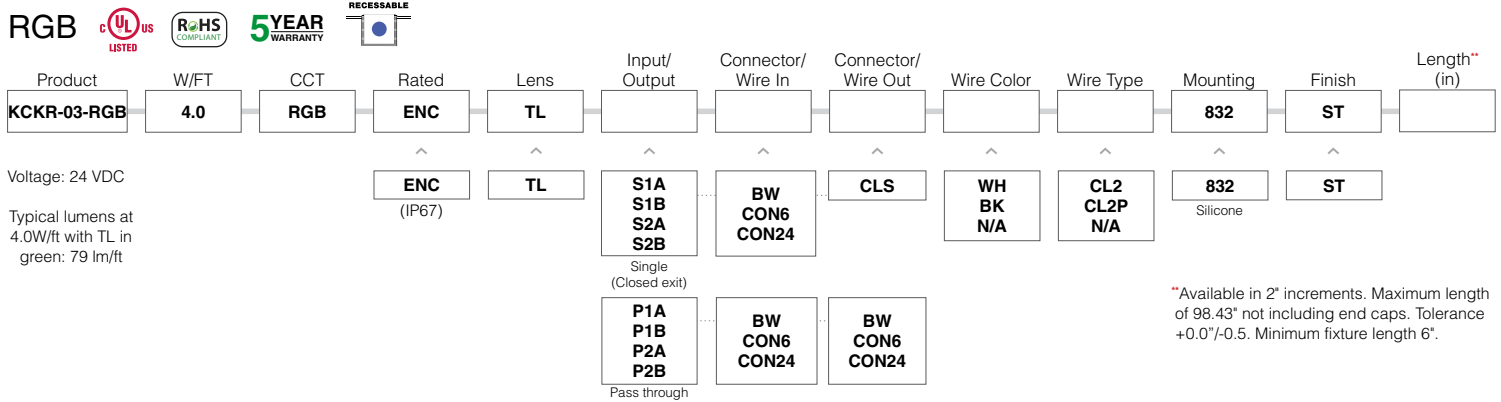 RGB
c UL US
LISTED
RoHS
COMPLIANT
5 YEAR
WARRANTY
RECESSABLE
Product
W/FT
CCT
Rated
Lens
Input/
Output
Connector/
Wire In
Connector/
Wire Out
Wire Color
Wire Type
Mounting
Finish
Length**
(in)
KCKR-03-RGB
4.0
RGB
ENC
TL
832
ST
Voltage: 24 VDC
Typical lumens at
4.0W/ft with TL in
green: 79 lm/ft
ENC
(IP67)
TL
S1A
S1B
S2A
S2B
Single
(Closed exit)
BW
CON6
CON24
CLS
WH
BK
N/A
CL2
CL2P
N/A
832
Silicone
ST
P1A
P1B
P2A
P2B
Pass through
BW
CON6
CON24
BW
CON6
CON24
**Available in 2" increments. Maximum length
of 98.43" not including end caps. Tolerance
+0.0"/-0.5. Minimum fixture length 6".